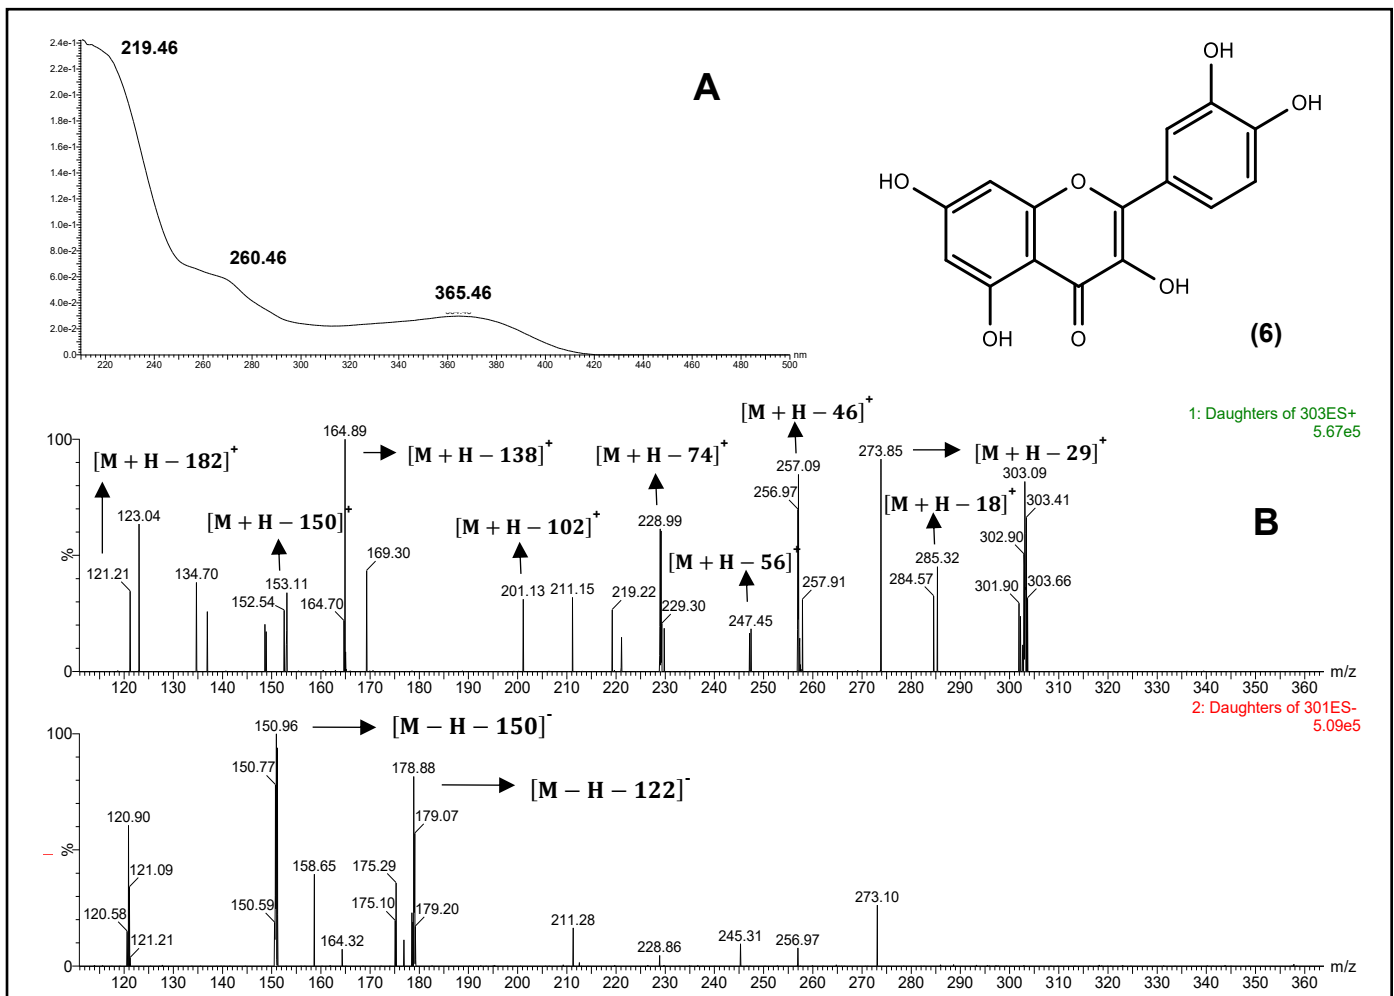 219.46
A
260.46
365.46
2.4e-1
2.2e-1
2.0e-1
1.8e-1
1.6e-1
1.4e-1
1.2e-1
1.0e-1
8.0e-2
6.0e-2
4.0e-2
2.0e-2
0.0
220 240 260 280 300 320 340 360 380 400 420 440 460 480 500 nm
OH
OH
HO
O
OH
OH
O
(6)
1: Daughters of 303ES+
5.67e5
100
%
0
[M + H − 182]+
[M + H − 150]+
[M + H − 138]+
[M + H − 102]+
[M + H − 74]+
[M + H − 56]+
[M + H − 46]+
[M + H − 18]+
[M + H − 29]+
B
121.21
123.04
134.70
152.54
153.11
164.70
164.89
169.30
201.13
211.15
219.22
228.99
229.30
247.45
256.97
257.09
257.91
273.85
284.57
285.32
301.90
302.90
303.09
303.41
303.66
120 130 140 150 160 170 180 190 200 210 220 230 240 250 260 270 280 290 300 310 320 330 340 350 360 m/z
2: Daughters of 301ES-
5.09e5
100
%
0
[M − H − 150]-
[M − H − 122]-
120.58
120.90
121.09
121.21
150.59
150.77
150.96
158.65
164.32
175.10
175.29
178.88
179.07
179.20
211.28
228.86
245.31
256.97
273.10
120 130 140 150 160 170 180 190 200 210 220 230 240 250 260 270 280 290 300 310 320 330 340 350 360 m/z